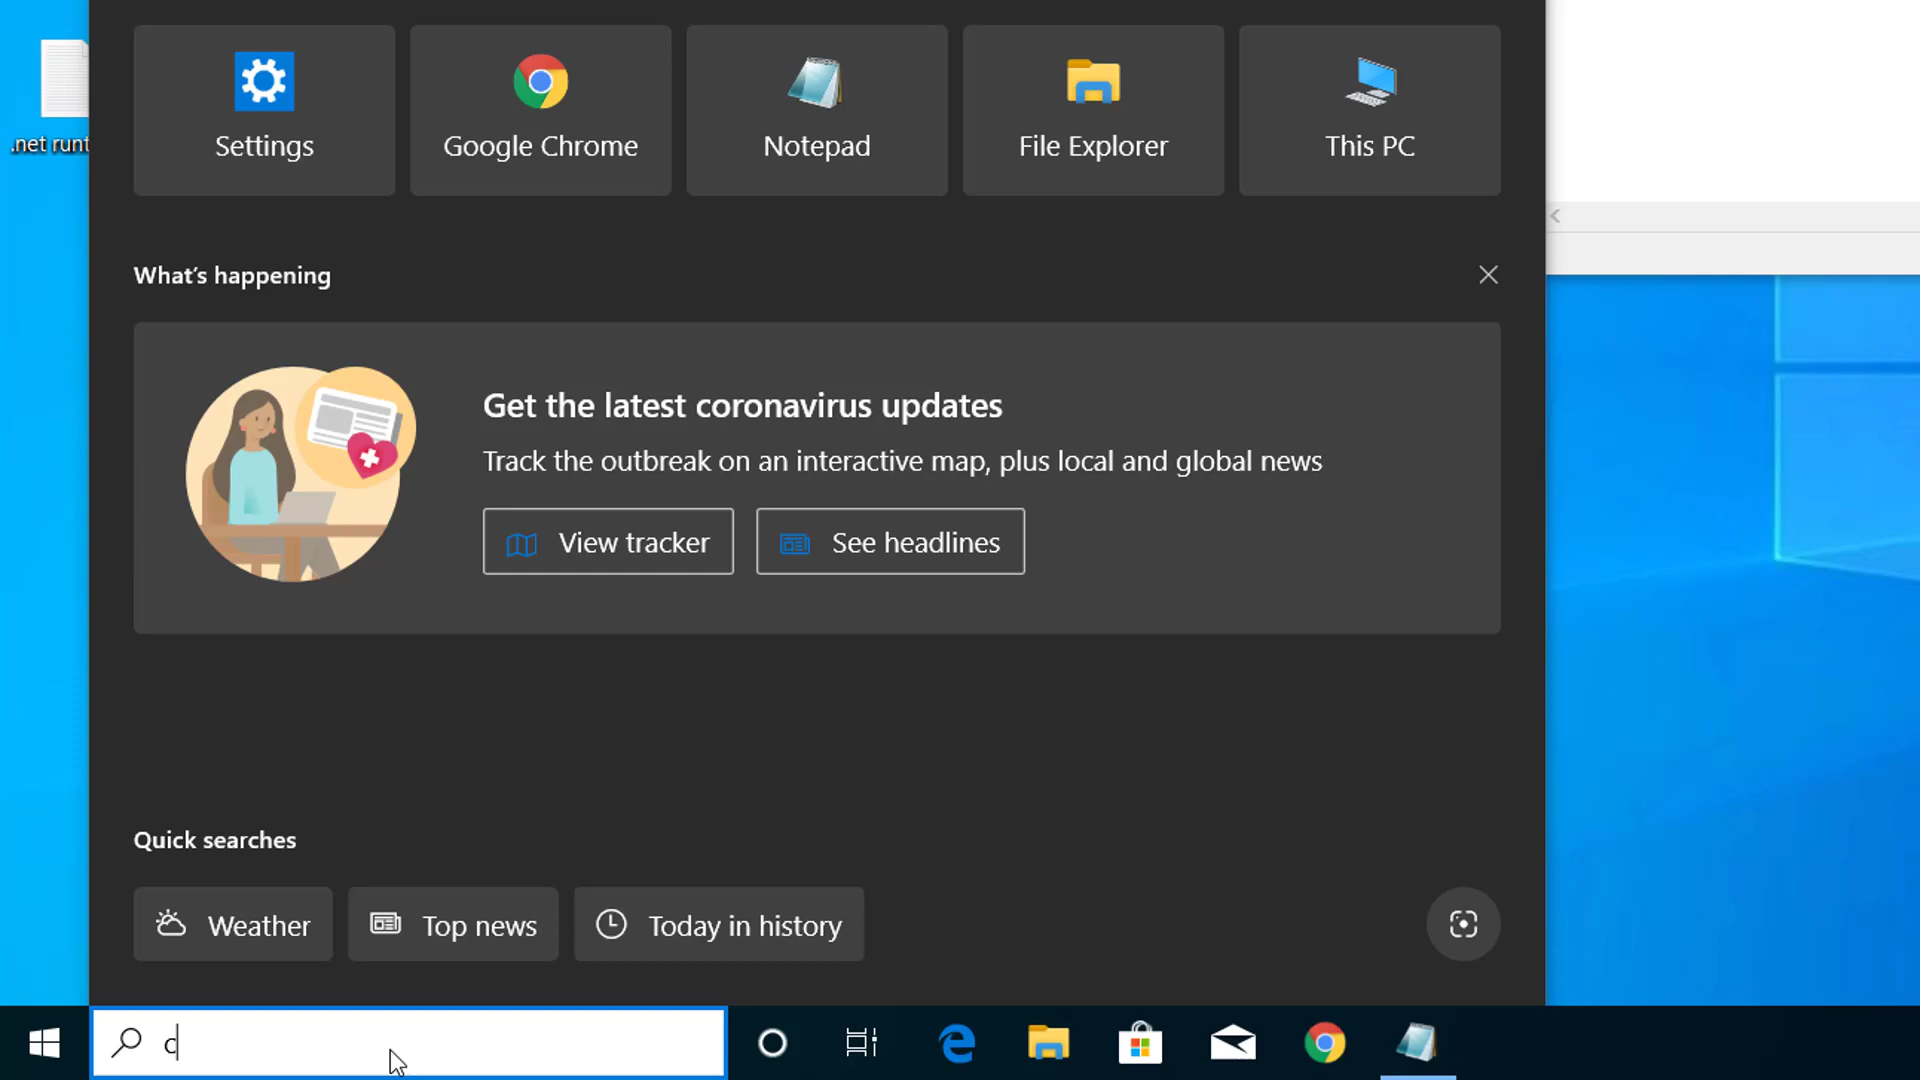 Settings
Google Chrome
Notepad
File Explorer
This PC
.net runt
What's happening
Get the latest coronavirus updates
Track the outbreak on an interactive map, plus local and global news
View tracker
See headlines
Quick searches
Weather
Top news
Today in history
c